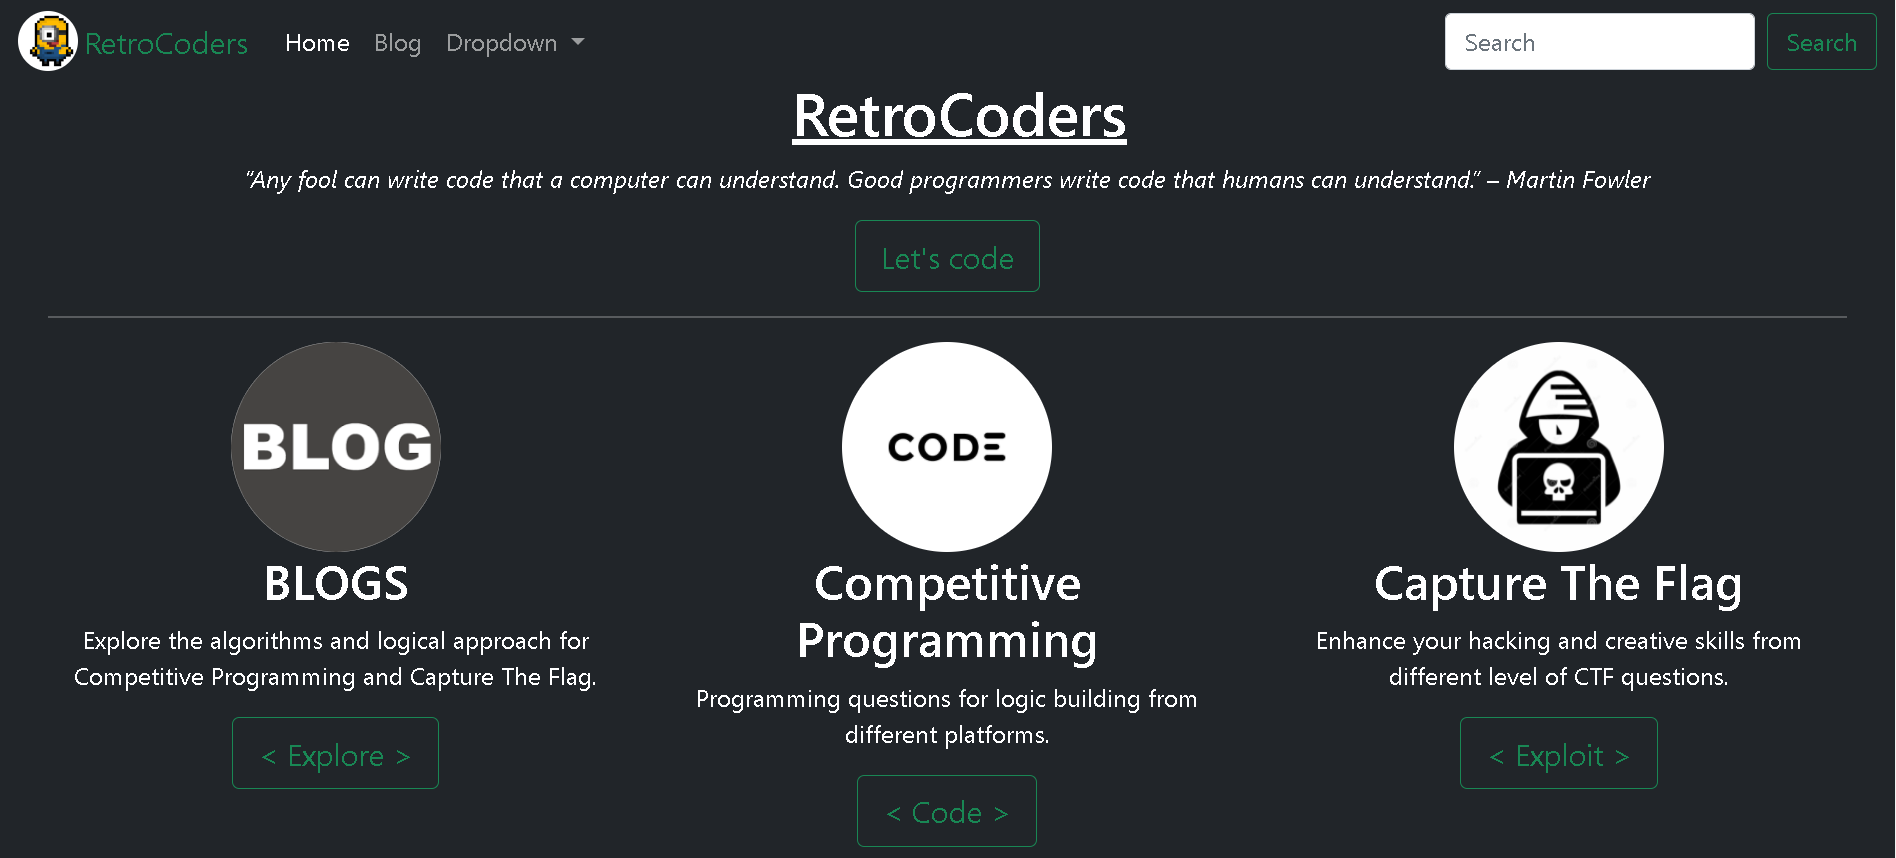 RetroCoders Home Blog Dropdown Search Search
RetroCoders
“Any fool can write code that a computer can understand. Good programmers write code that humans can understand.” – Martin Fowler
Let's code
BLOG
BLOGS
Explore the algorithms and logical approach for
Competitive Programming and Capture The Flag.
< Explore >
CODE
Competitive
Programming
Programming questions for logic building from
different platforms.
< Code >
Capture The Flag
Enhance your hacking and creative skills from
different level of CTF questions.
< Exploit >